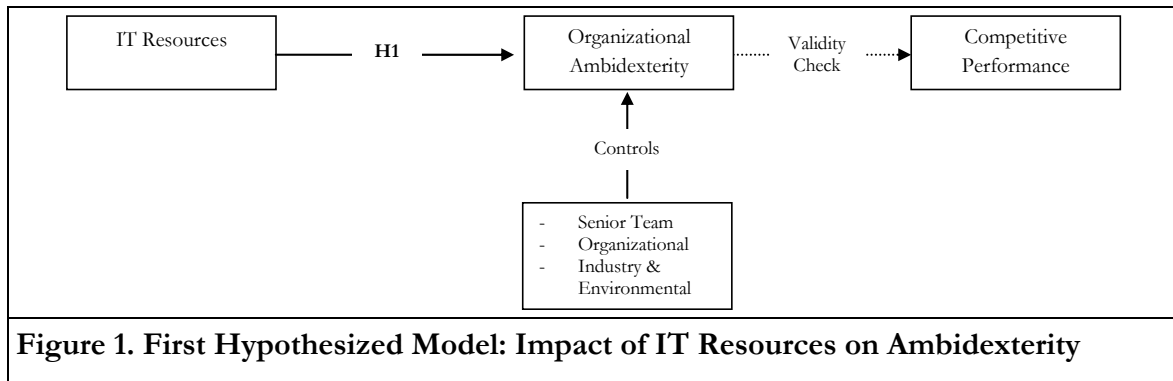 IT Resources
H1
Organizational
Ambidexterity
Validity
Check
Competitive
Performance
Controls
- Senior Team
- Organizational
- Industry &
Environmental
Figure 1. First Hypothesized Model: Impact of IT Resources on Ambidexterity